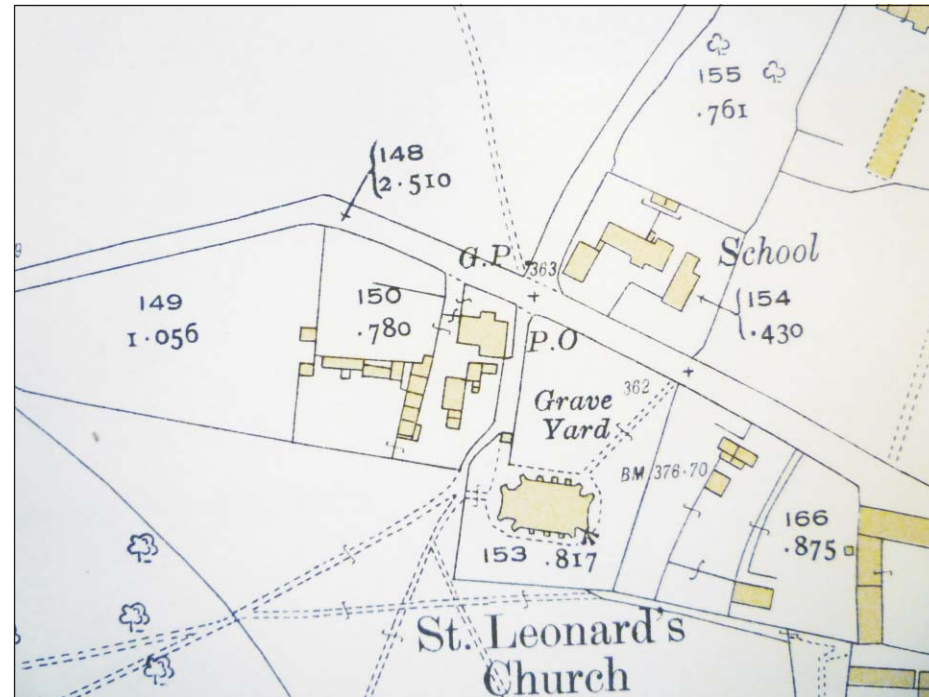 155
.761
148
2.510
G.P
363
School
149
1.056
150
.780
154
.430
P.O
362
Grave
Yard
BM 376.70
166
.875
153 .817
St. Leonard's
Church